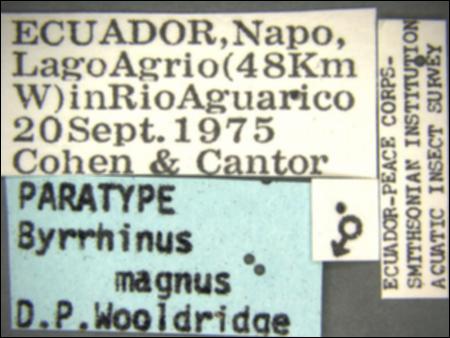 ECUADOR,Napo,
LagoAgrio(48Km
W)inRioAguarico
20Sept.1975
Cohen & Cantor
PARATYPE
Byrrhinus
magnus
D.P.Wooldridge
♂
ECUADOR-PEACE CORPS-
SMITHSONIAN INSTITUTION
AQUATIC INSECT SURVEY